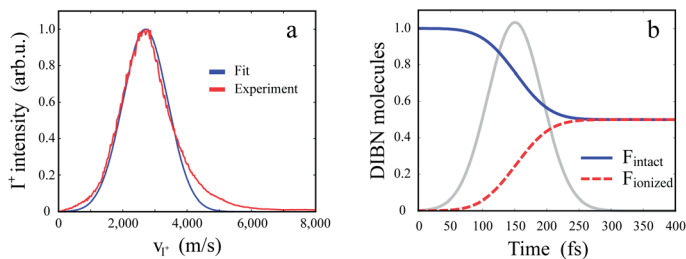 a
I⁺ intensity (arb.u.)
1.0
0.8
0.6
0.4
0.2
0
0
2,000
4,000
6,000
8,000
Fit
Experiment
v_I⁺ (m/s)
b
DIBN molecules
1.0
0.8
0.6
0.4
0.2
0
0
50
100
150
200
250
300
350
400
F_intact
F_ionized
Time (fs)